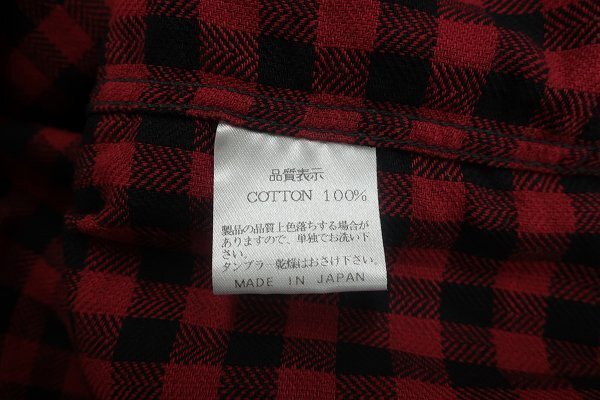 品質表示
COTTON 100%
製品の品質上色落ちする場合が
ありますので、単独でお洗い下
さい。
タンブラー乾燥はおさけ下さい。
MADE IN JAPAN